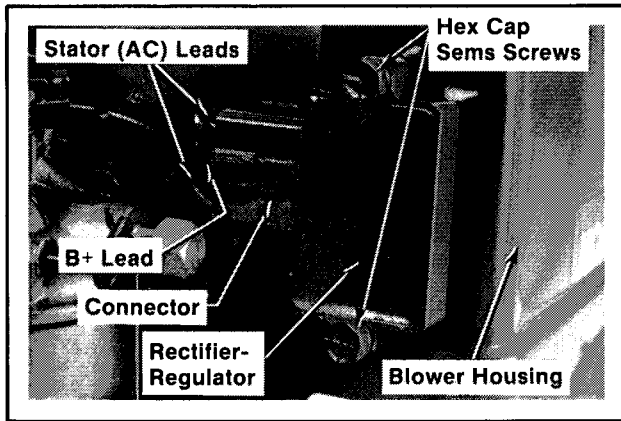 Stator (AC) Leads
Hex Cap
Sems Screws
B+ Lead
Connector
Rectifier-
Regulator
Blower Housing